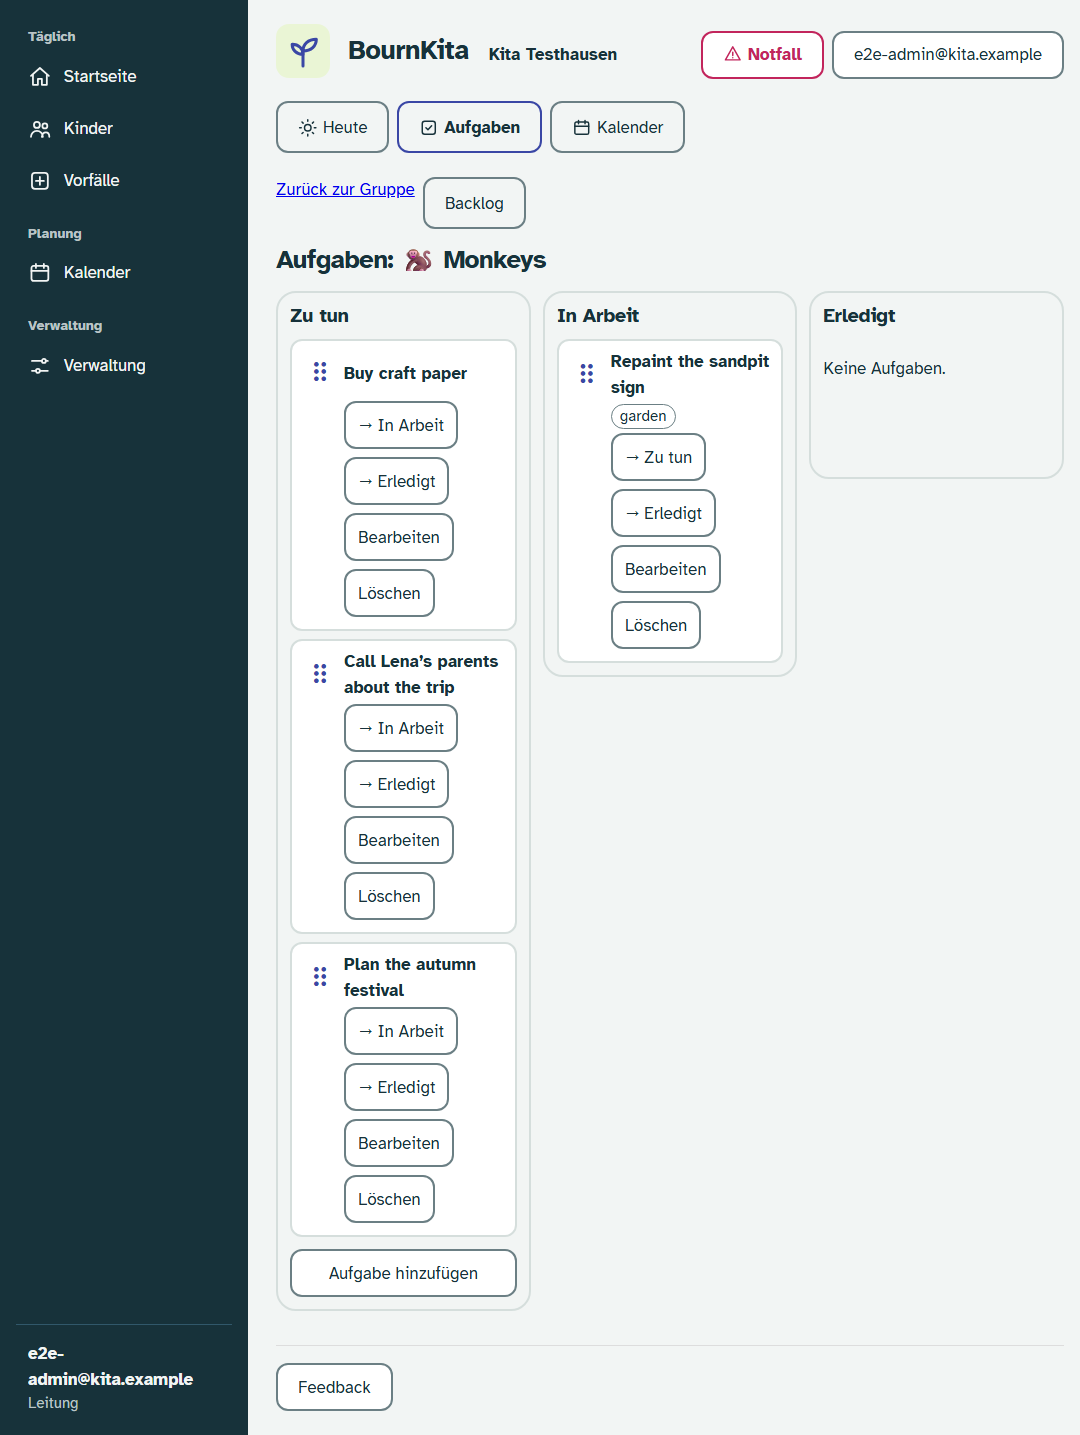 Täglich
Startseite
Kinder
Vorfälle
Planung
Kalender
Verwaltung
Verwaltung
e2e-
admin@kita.example
Leitung
BournKita
Kita Testhausen
Notfall
e2e-admin@kita.example
Heute
Aufgaben
Kalender
Zurück zur Gruppe
Backlog
Aufgaben: 🐒 Monkeys
Zu tun
Buy craft paper
→ In Arbeit
→ Erledigt
Bearbeiten
Löschen
Call Lena’s parents
about the trip
→ In Arbeit
→ Erledigt
Bearbeiten
Löschen
Plan the autumn
festival
→ In Arbeit
→ Erledigt
Bearbeiten
Löschen
Aufgabe hinzufügen
In Arbeit
Repaint the sandpit
sign
garden
→ Zu tun
→ Erledigt
Bearbeiten
Löschen
Erledigt
Keine Aufgaben.
Feedback